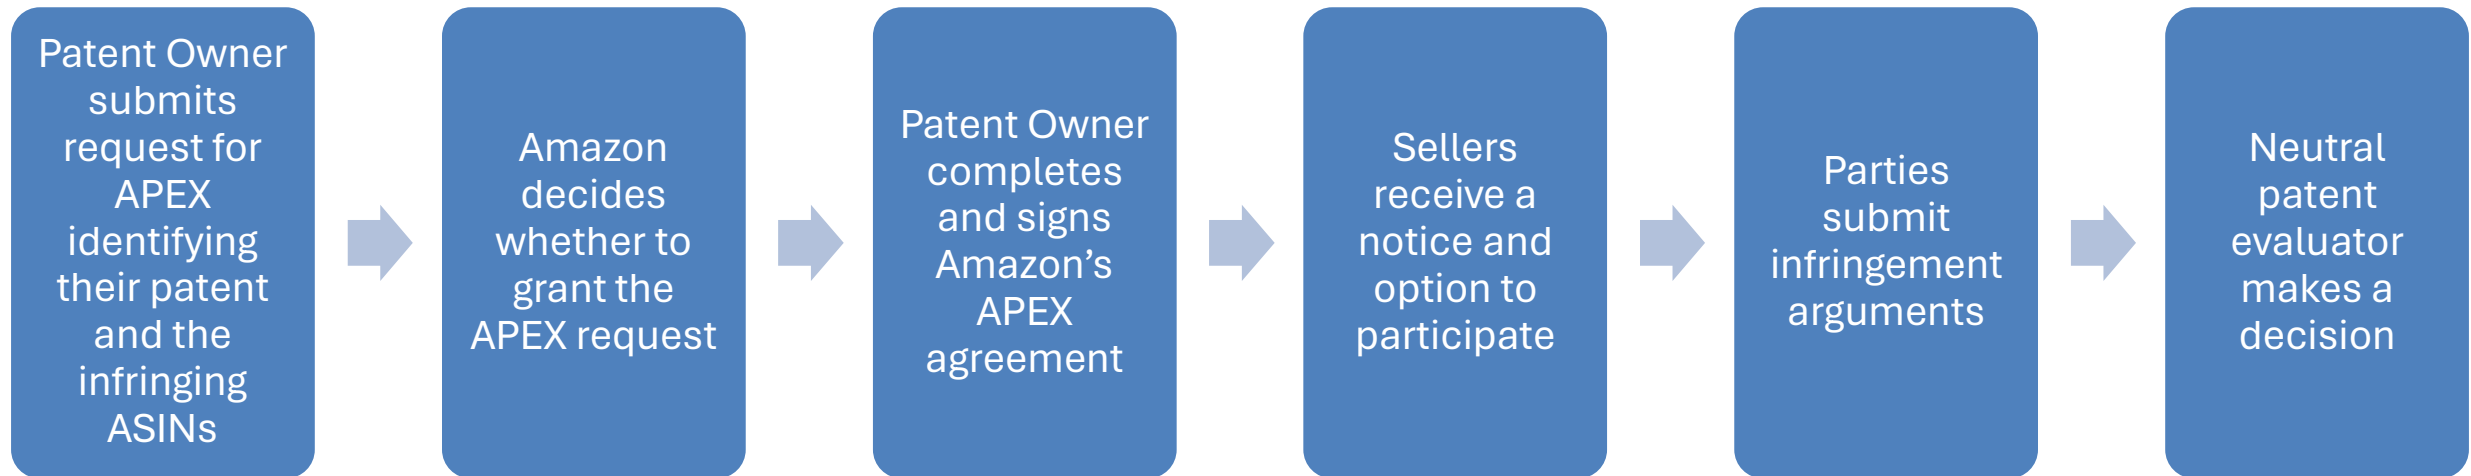 Patent Owner
submits
request for
APEX
identifying
their patent
and the
infringing
ASINs
Amazon
decides
whether to
grant the
APEX request
Patent Owner
completes
and signs
Amazon’s
APEX
agreement
Sellers
receive a
notice and
option to
participate
Parties
submit
infringement
arguments
Neutral
patent
evaluator
makes a
decision